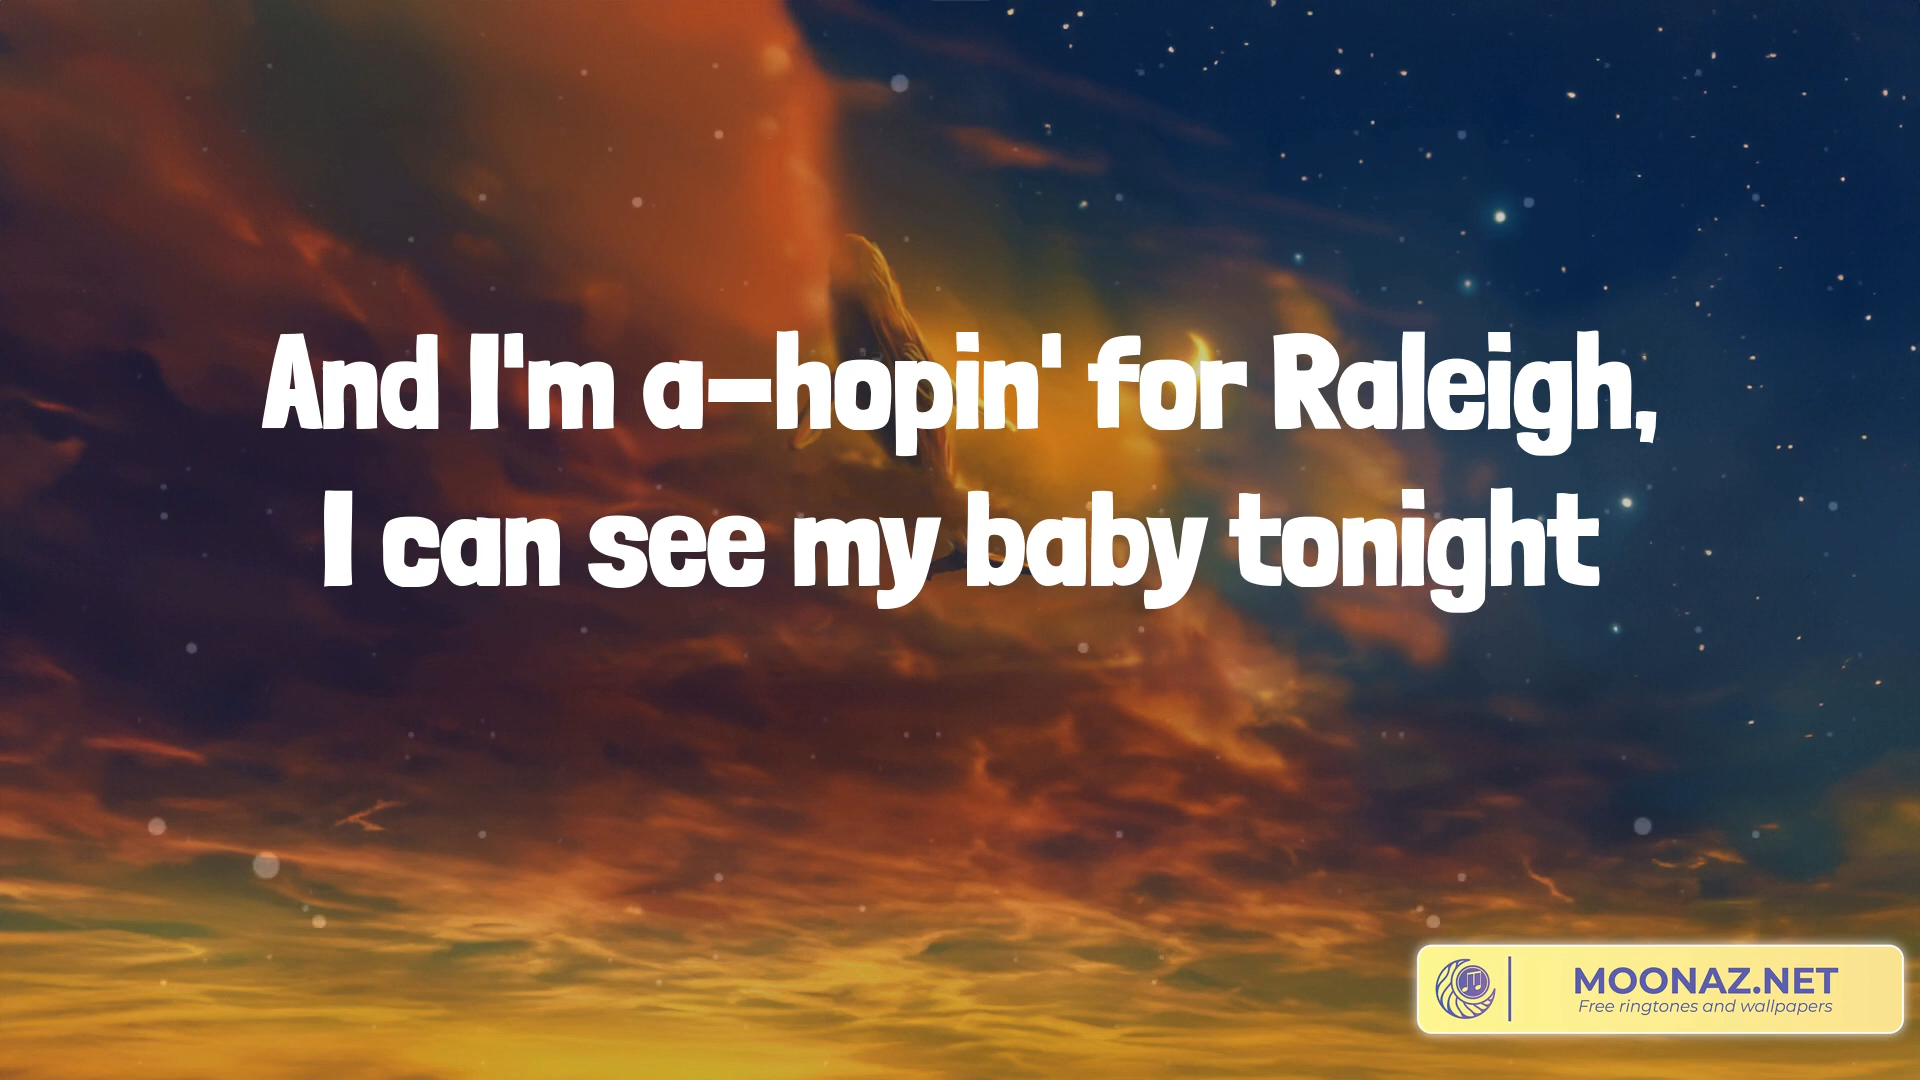 And I'm a-hopin' for Raleigh,
I can see my baby tonight
MOONAZ.NET
Free ringtones and wallpapers